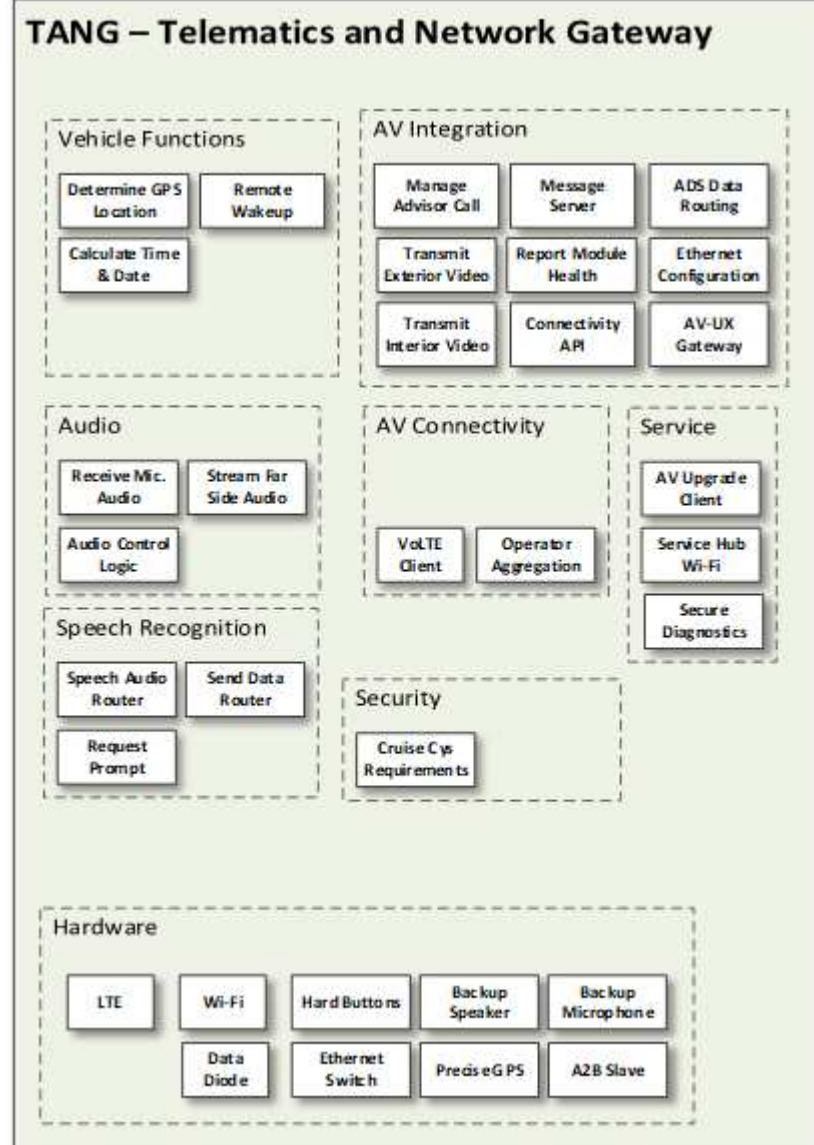 TANG – Telematics and Network Gateway
Vehicle Functions
Determine GPS
Location
Remote
Wakeup
Calculate Time
& Date
AV Integration
Manage
Advisor Call
Message
Server
ADS Data
Routing
Transmit
Exterior Video
Report Module
Health
Ethernet
Configuration
Transmit
Interior Video
Connectivity
API
AV-UX
Gateway
Audio
Receive Mic.
Audio
Stream Far
Side Audio
Audio Control
Logic
AV Connectivity
VoLTE
Client
Operator
Aggregation
Service
AV Upgrade
Client
Service Hub
Wi-Fi
Secure
Diagnostics
Speech Recognition
Speech Audio
Router
Send Data
Router
Request
Prompt
Security
Cruise Cys
Requirements
Hardware
LTE
Wi-Fi
Hard Buttons
Backup
Speaker
Backup
Microphone
Data
Diode
Ethernet
Switch
PreciseGPS
A2B Slave